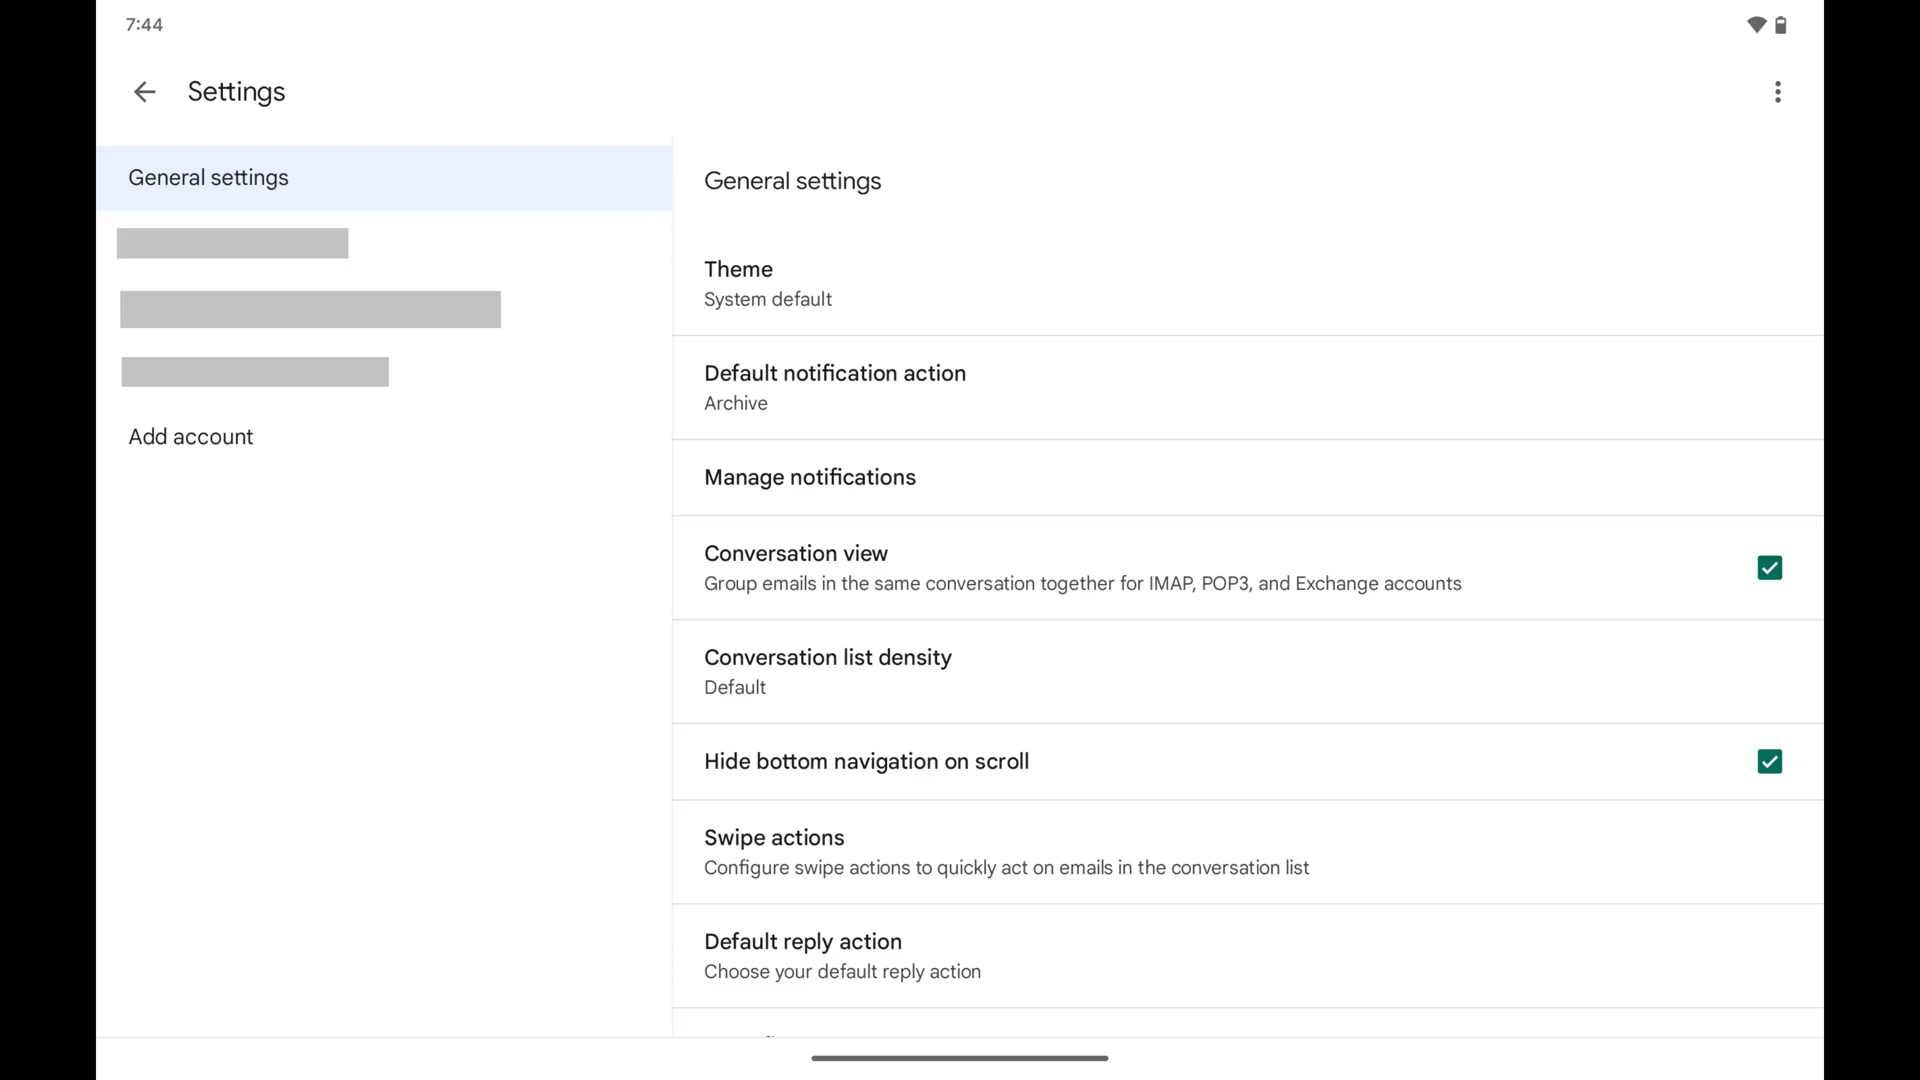 7:44
Settings
General settings
Add account
General settings
Theme
System default
Default notification action
Archive
Manage notifications
Conversation view
Group emails in the same conversation together for IMAP, POP3, and Exchange accounts
Conversation list density
Default
Hide bottom navigation on scroll
Swipe actions
Configure swipe actions to quickly act on emails in the conversation list
Default reply action
Choose your default reply action